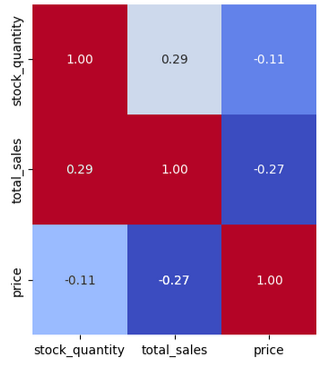 stock_quantity 1.00 0.29 -0.11
total_sales 0.29 1.00 -0.27
price -0.11 -0.27 1.00
stock_quantity total_sales price